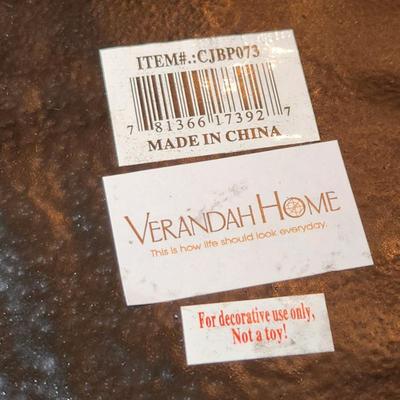 ITEM#.:CJBP073
7 81366 17392 7
MADE IN CHINA
VERANDAH HOME
This is how life should look everyday.
For decorative use only,
Not a toy!